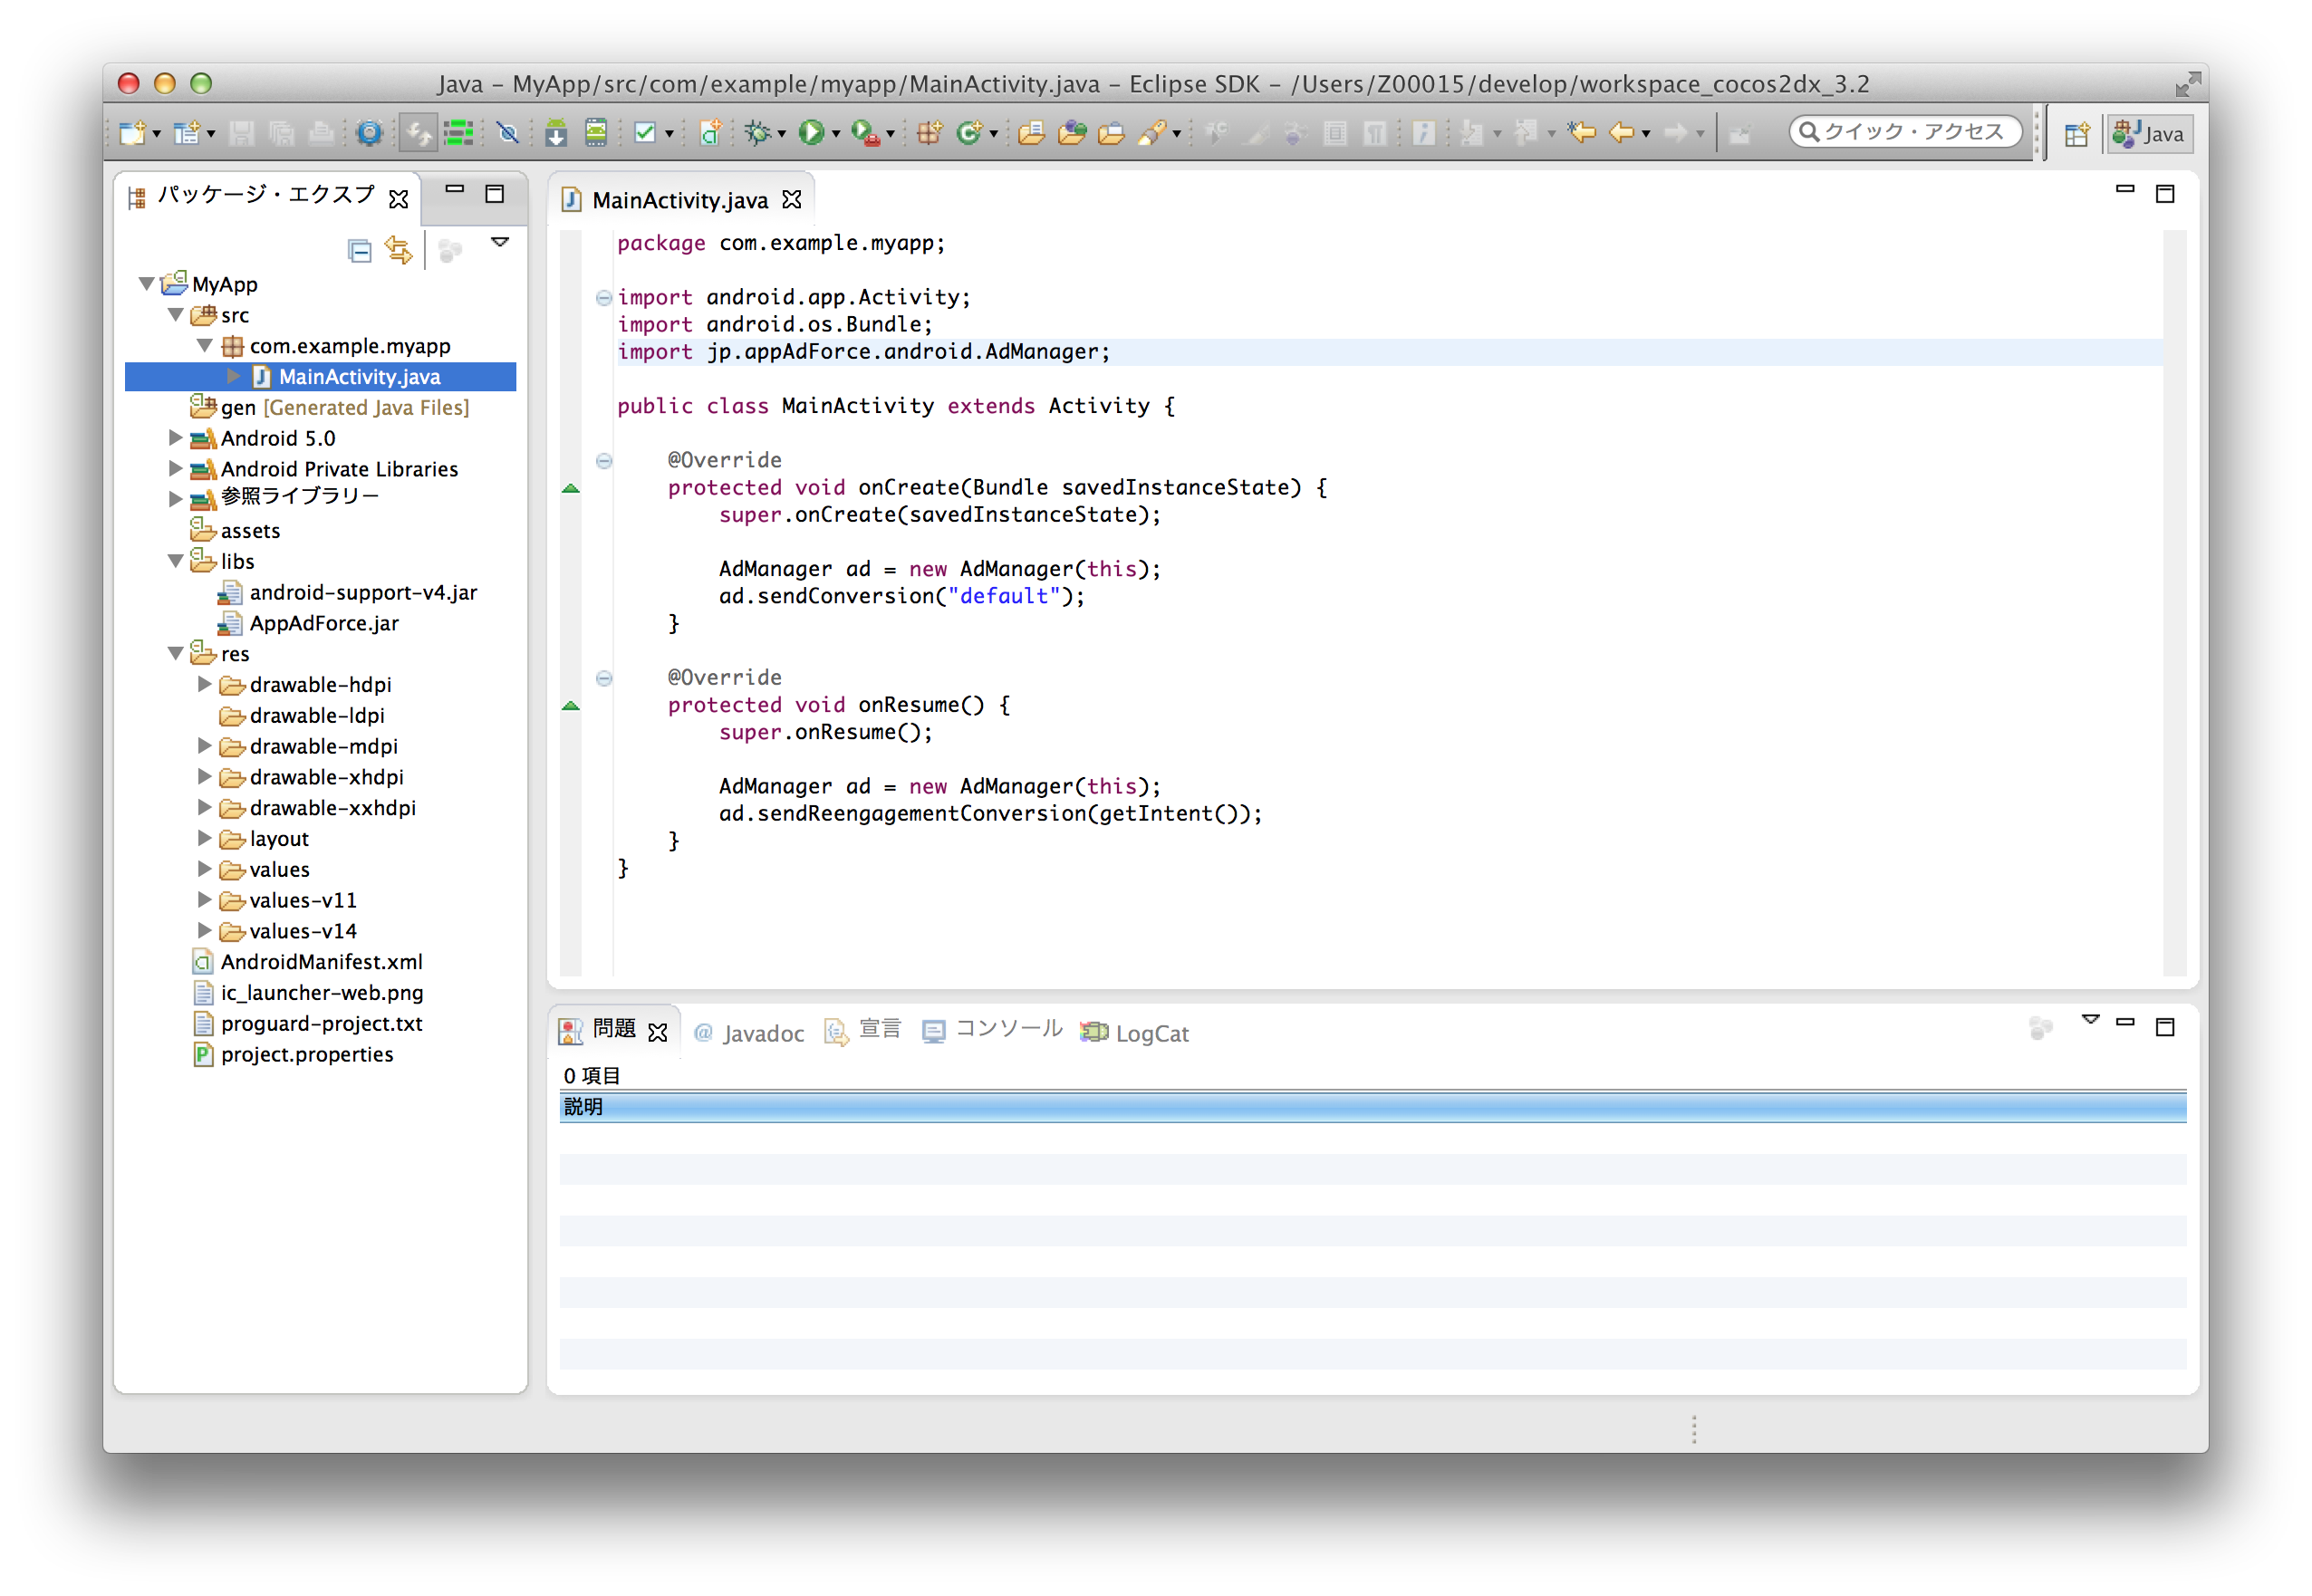 Java – MyApp/src/com/example/myapp/MainActivity.java – Eclipse SDK – /Users/Z00015/develop/workspace_cocos2dx_3.2
クイック・アクセス
Java
パッケージ・エクスプ
MyApp
src
com.example.myapp
MainActivity.java
gen [Generated Java Files]
Android 5.0
Android Private Libraries
参照ライブラリー
assets
libs
android-support-v4.jar
AppAdForce.jar
res
drawable-hdpi
drawable-ldpi
drawable-mdpi
drawable-xhdpi
drawable-xxhdpi
layout
values
values-v11
values-v14
AndroidManifest.xml
ic_launcher-web.png
proguard-project.txt
project.properties
MainActivity.java
package com.example.myapp;
import android.app.Activity;
import android.os.Bundle;
import jp.appAdForce.android.AdManager;
public class MainActivity extends Activity {
@Override
protected void onCreate(Bundle savedInstanceState) {
super.onCreate(savedInstanceState);
AdManager ad = new AdManager(this);
ad.sendConversion("default");
}
@Override
protected void onResume() {
super.onResume();
AdManager ad = new AdManager(this);
ad.sendReengagementConversion(getIntent());
}
}
問題
@ Javadoc
宣言
コンソール
LogCat
0 項目
説明